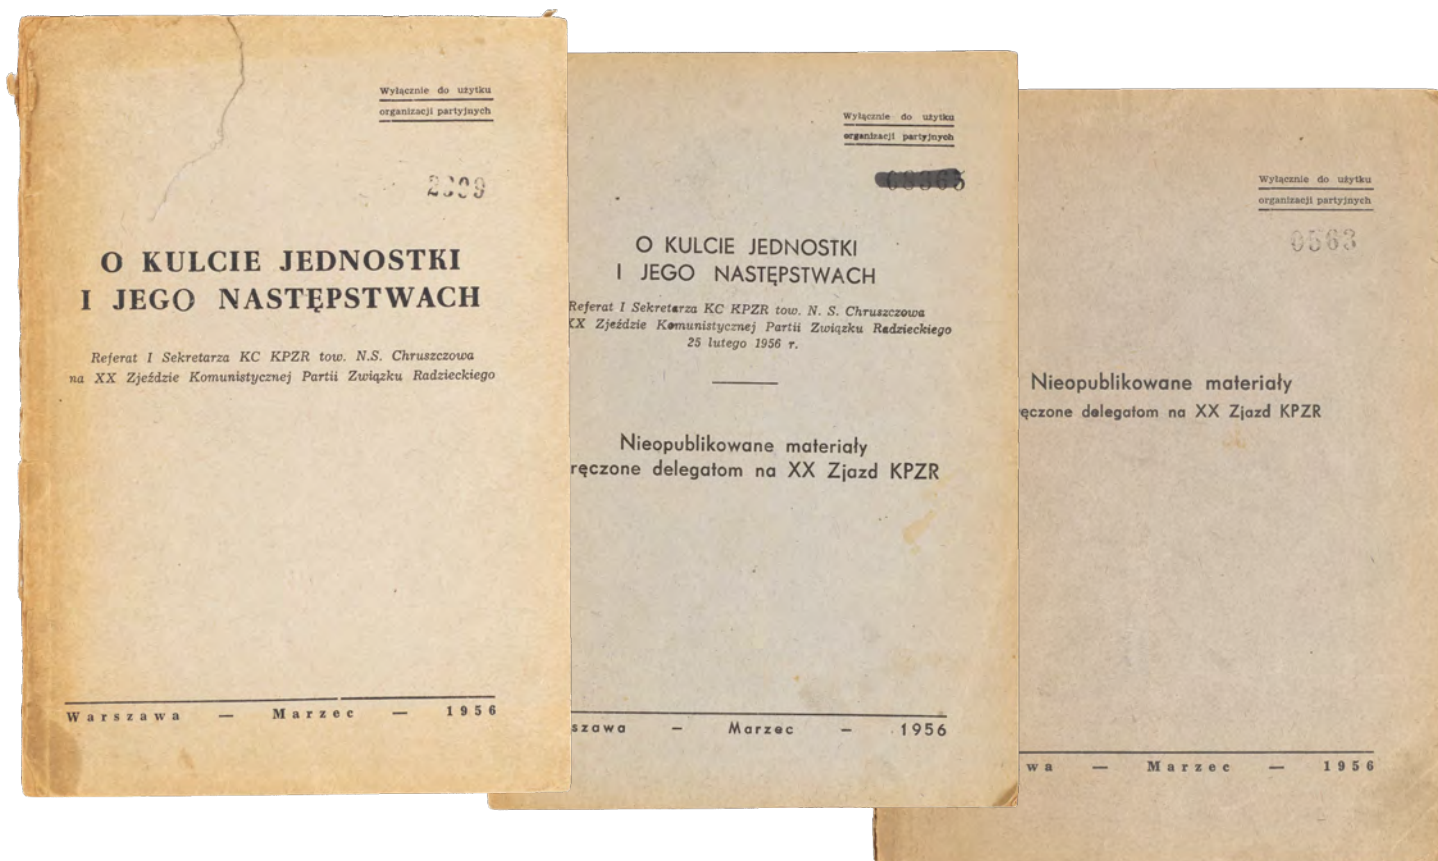 Wyłącznie do użytku
organizacji partyjnych
O KULCIE JEDNOSTKI
I JEGO NASTĘPSTWACH
Referat I Sekretarza KC KPZR tow. N.S. Chruszczowa
na XX Zjeździe Komunistycznej Partii Związku Radzieckiego
Warszawa — Marzec — 1956
Wyłącznie do użytku
organizacji partyjnych
08365
O KULCIE JEDNOSTKI
I JEGO NASTĘPSTWACH
Referat I Sekretarza KC KPZR tow. N. S. Chruszczowa
XX Zjeździe Komunistycznej Partii Związku Radzieckiego
25 lutego 1956 r.
Nieopublikowane materiały
ręczone delegatom na XX Zjazd KPZR
szawa — Marzec — 1956
Wyłącznie do użytku
organizacji partyjnych
0563
Nieopublikowane materiały
ęczone delegatom na XX Zjazd KPZR
wa — Marzec — 1956